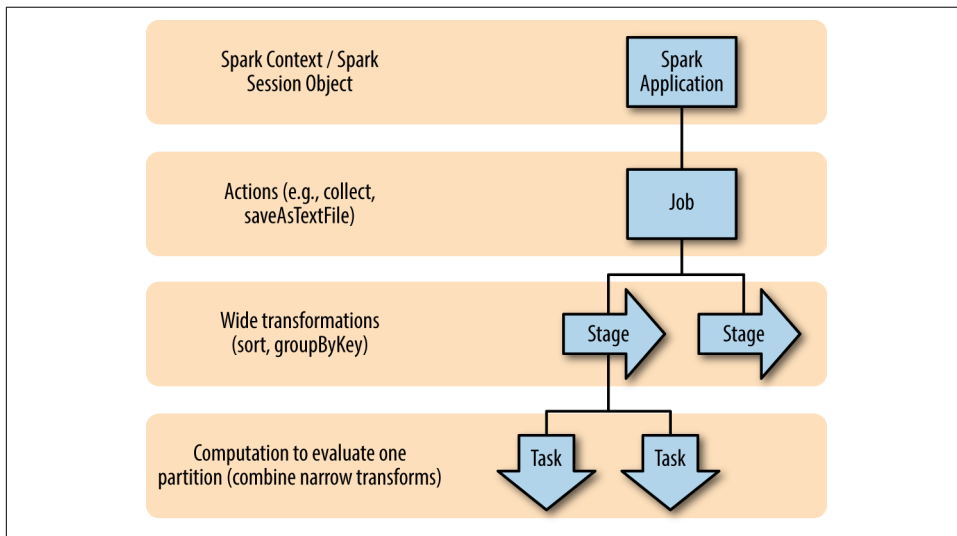 Spark Context / Spark
Session Object
Spark
Application
Actions (e.g., collect,
saveAsTextFile)
Job
Wide transformations
(sort, groupByKey)
Stage
Stage
Computation to evaluate one
partition (combine narrow transforms)
Task
Task